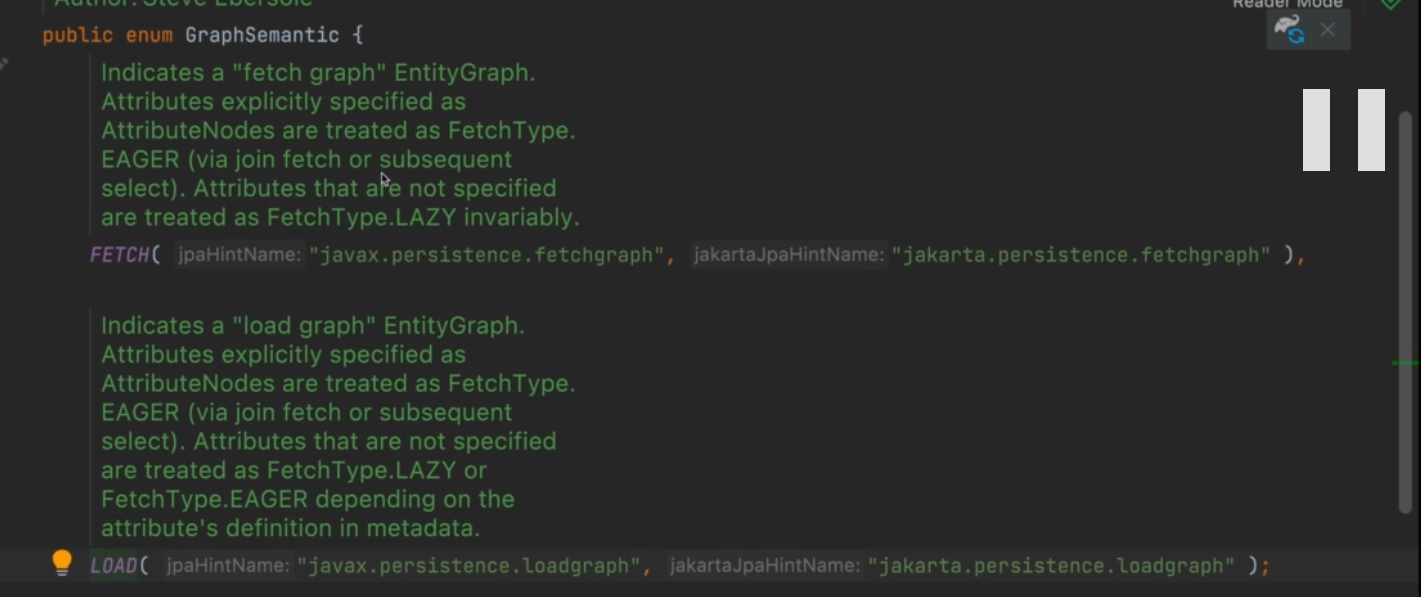 Author: Steve Ebersole
Reader Mode
public enum GraphSemantic {
Indicates a "fetch graph" EntityGraph.
Attributes explicitly specified as
AttributeNodes are treated as FetchType.
EAGER (via join fetch or subsequent
select). Attributes that are not specified
are treated as FetchType.LAZY invariably.
FETCH( jpaHintName: "javax.persistence.fetchgraph", jakartaJpaHintName: "jakarta.persistence.fetchgraph" ),
Indicates a "load graph" EntityGraph.
Attributes explicitly specified as
AttributeNodes are treated as FetchType.
EAGER (via join fetch or subsequent
select). Attributes that are not specified
are treated as FetchType.LAZY or
FetchType.EAGER depending on the
attribute's definition in metadata.
LOAD( jpaHintName: "javax.persistence.loadgraph", jakartaJpaHintName: "jakarta.persistence.loadgraph" );